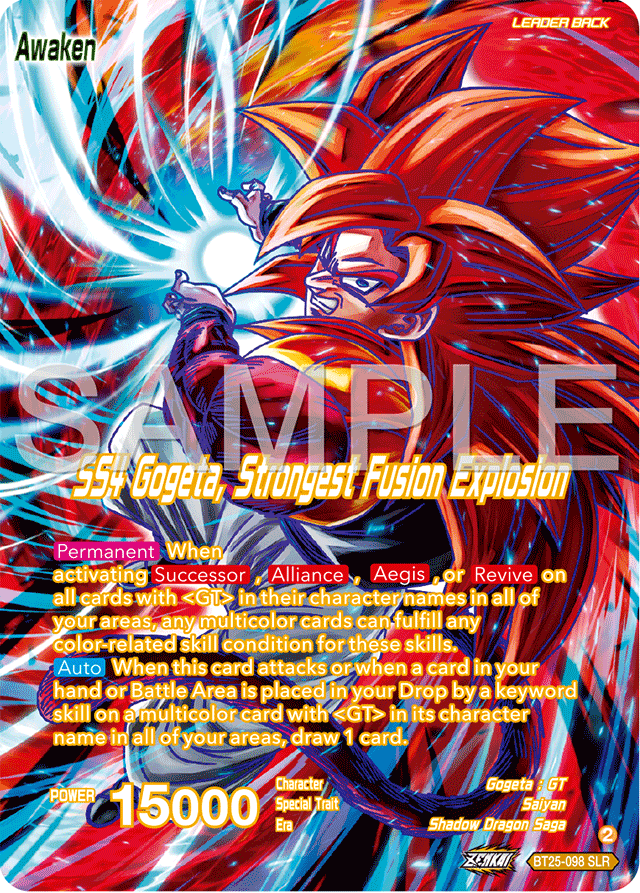 LEADER BACK
Awaken
SAMPLE
SS4 Gogeta, Strongest Fusion Explosion
Permanent When
activating Successor , Alliance , Aegis , or Revive on
all cards with <GT> in their character names in all of
your areas, any multicolor cards can fulfill any
color-related skill condition for these skills.
Auto When this card attacks or when a card in your
hand or Battle Area is placed in your Drop by a keyword
skill on a multicolor card with <GT> in its character
name in all of your areas, draw 1 card.
POWER 15000
Character Gogeta : GT
Special Trait Saiyan
Era Shadow Dragon Saga
2
ZENKAI BT25-098 SLR